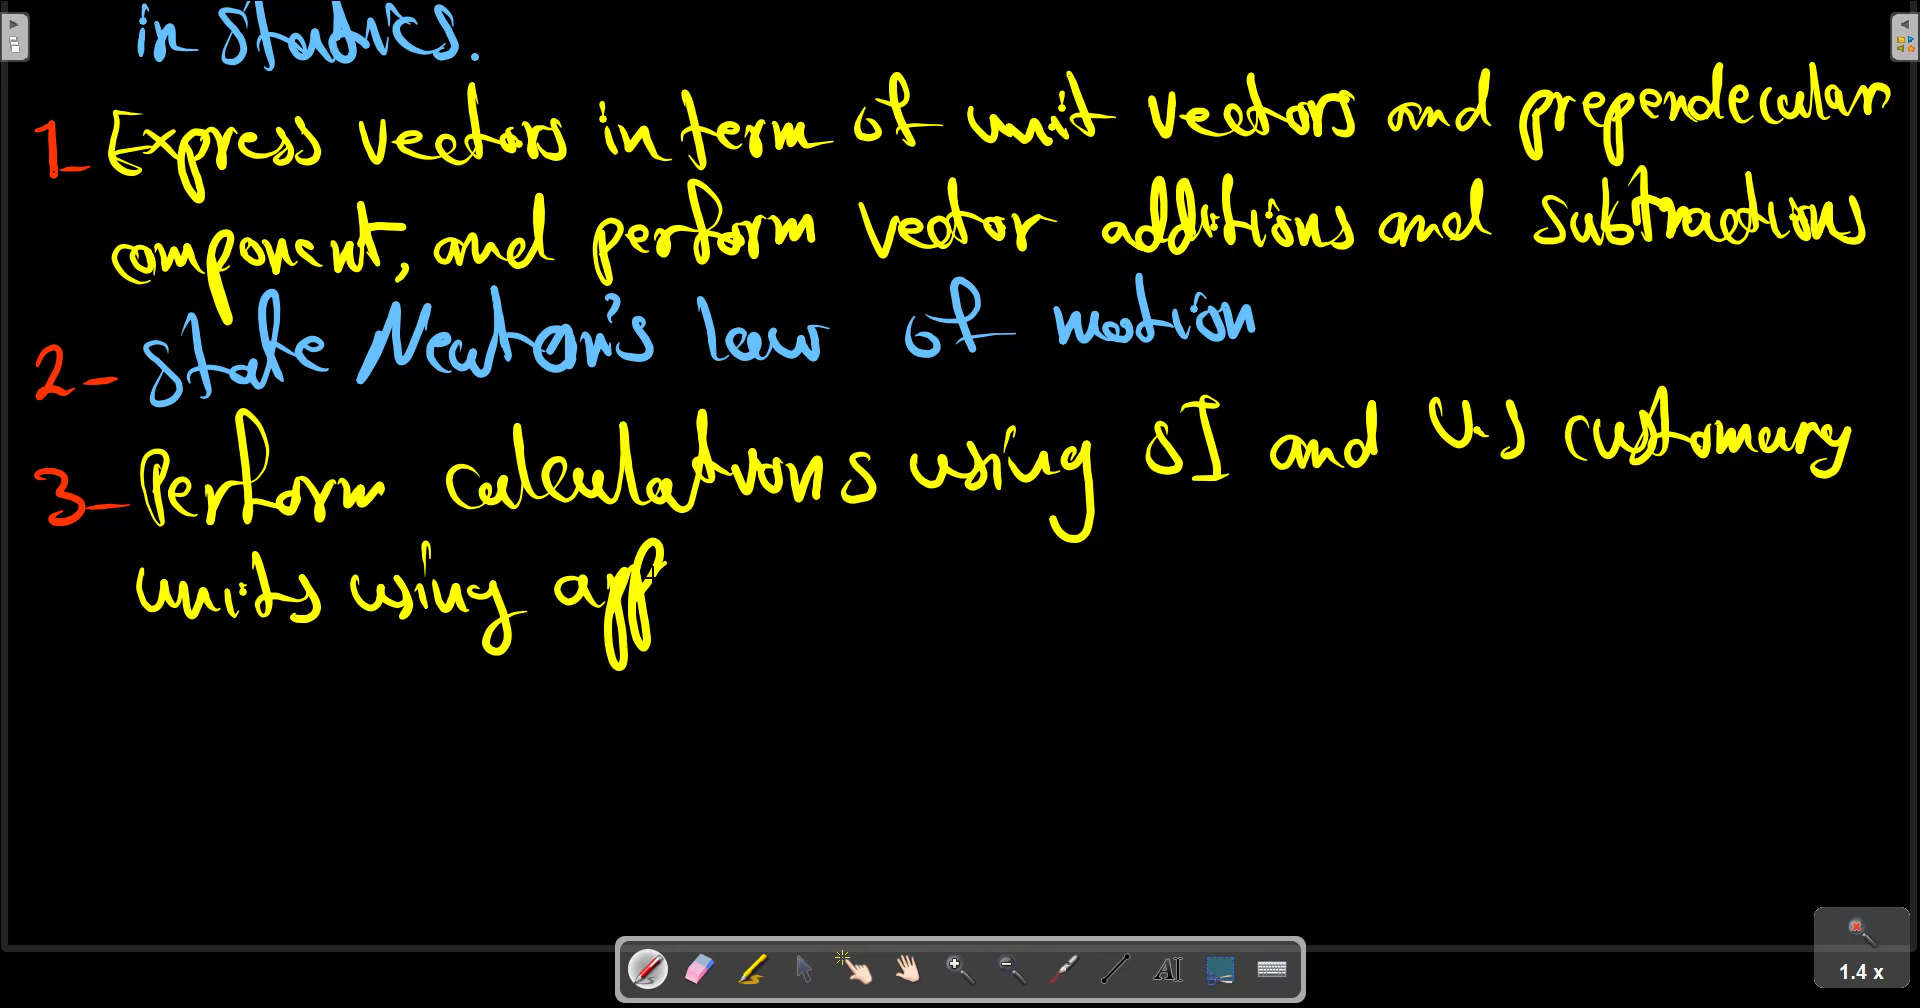 in Statics.
1- Express vectors in term of unit vectors and prependecular
component, and perform vector additions and subtractions
2- State Newton's law of motion
3- Perform calculations using SI and U.S customary
units using app
1.4 x